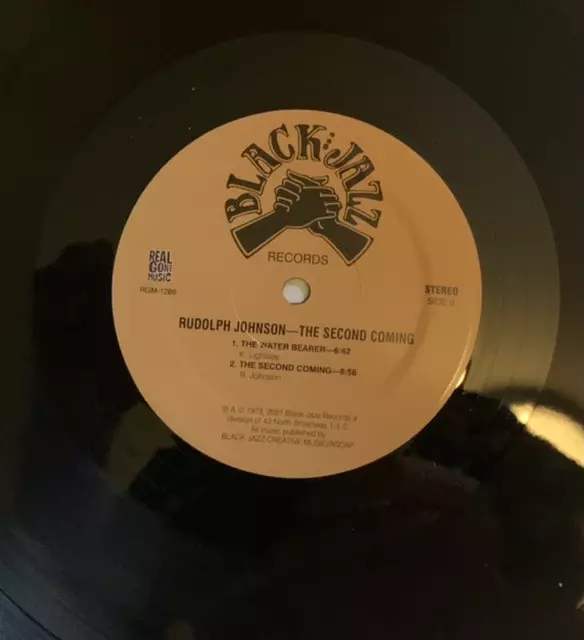 BLACK JAZZ
RECORDS
REAL
GONE
MUSIC
RGM-1286
STEREO
SIDE
RUDOLPH JOHNSON—THE SECOND COMING
1. THE WATER BEARER—6:42
K. Lightsey
2. THE SECOND COMING—8:56
R. Johnson
℗ & © 1973, 2021 Black Jazz Records a
division of 43 North Broadway, L.L.C.
All music published by
BLACK JAZZ CREATIVE MUSIC/ASCAP